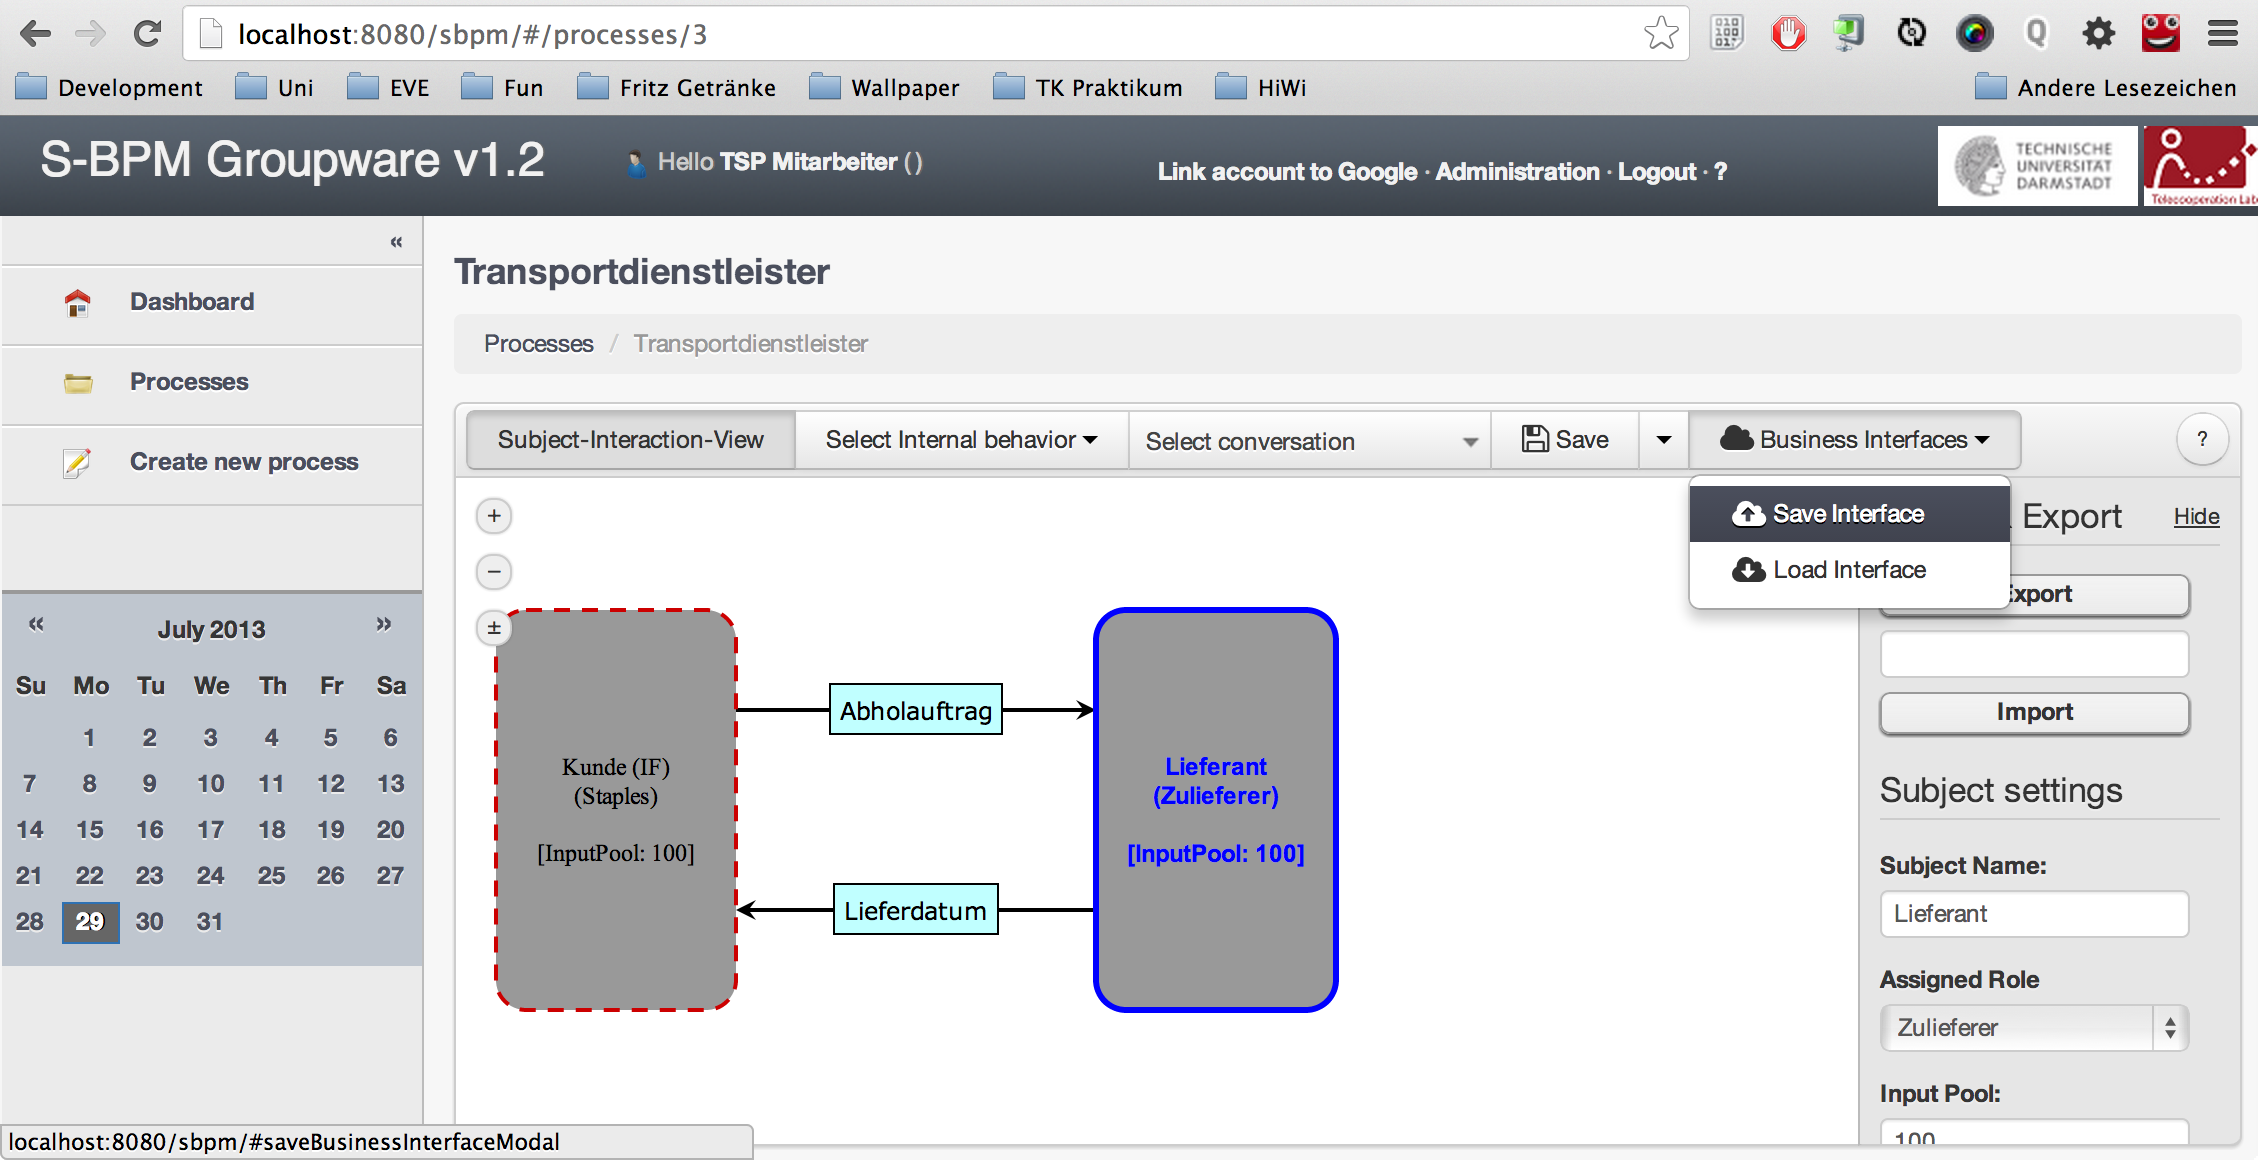 localhost:8080/sbpm/#/processes/3
Development Uni EVE Fun Fritz Getränke Wallpaper TK Praktikum HiWi Andere Lesezeichen
S-BPM Groupware v1.2
Hello TSP Mitarbeiter ()
Link account to Google · Administration · Logout · ?
TECHNISCHE
UNIVERSITÄT
DARMSTADT
Telecooperation Lab
«
Dashboard
Processes
Create new process
« July 2013 »
Su Mo Tu We Th Fr Sa
1 2 3 4 5 6
7 8 9 10 11 12 13
14 15 16 17 18 19 20
21 22 23 24 25 26 27
28 29 30 31
Transportdienstleister
Processes / Transportdienstleister
Subject-Interaction-View Select Internal behavior Select conversation Save Business Interfaces ?
Save Interface
Load Interface
+
−
±
Kunde (IF)
(Staples)
[InputPool: 100]
Abholauftrag
Lieferdatum
Lieferant
(Zulieferer)
[InputPool: 100]
Export Hide
Export
Import
Subject settings
Subject Name:
Lieferant
Assigned Role
Zulieferer
Input Pool:
100
localhost:8080/sbpm/#saveBusinessInterfaceModal